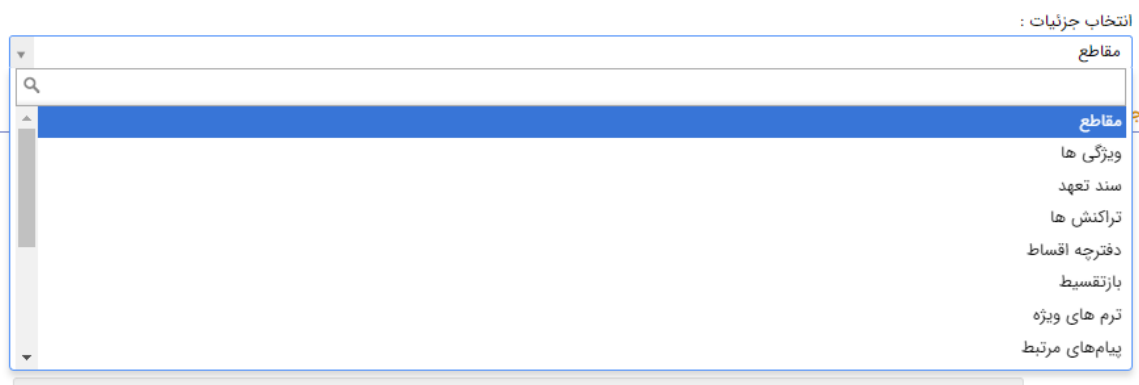 انتخاب جزئیات :
مقاطع
مقاطع
ویژگی ها
سند تعهد
تراکنش ها
دفترچه اقساط
بازتقسیط
ترم های ویژه
پیام‌های مرتبط